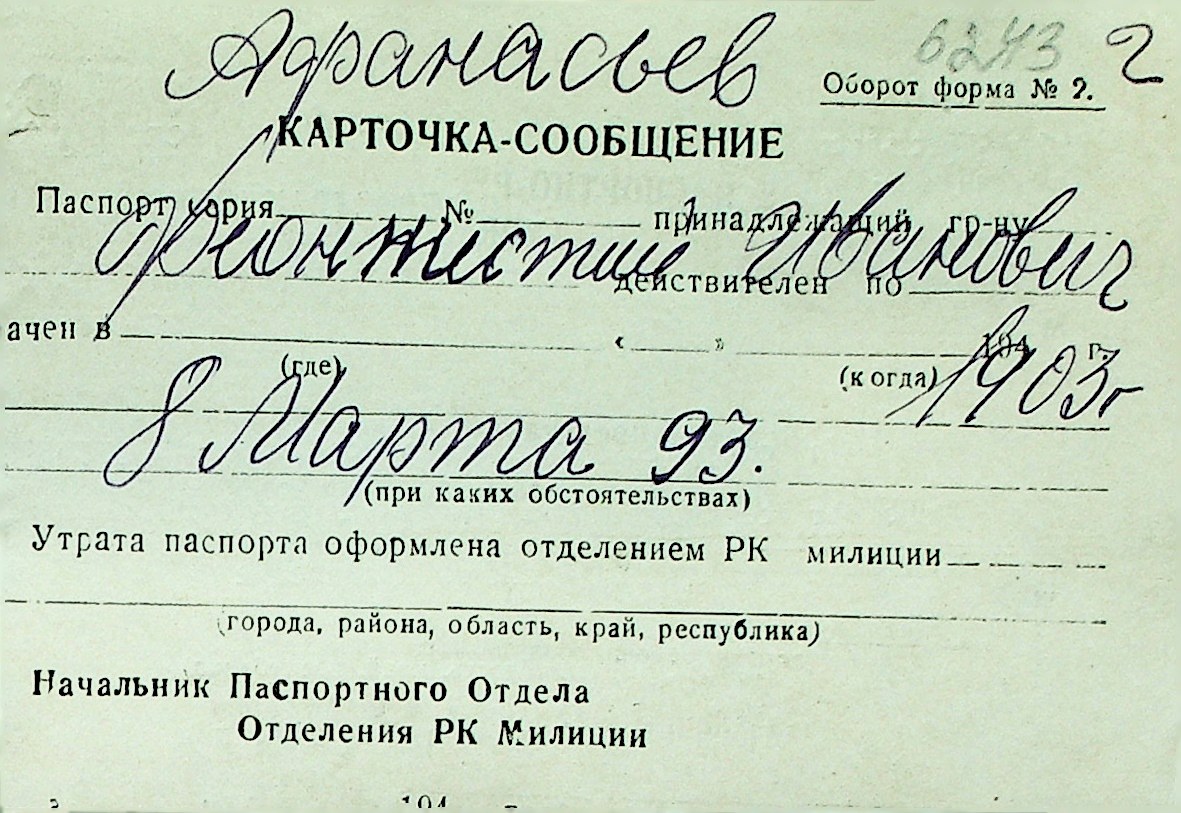 Афанасьев 6243 2
Оборот форма № 2.
КАРТОЧКА-СООБЩЕНИЕ
Паспорт серия № принадлежащий гр-ну
Иванович
действителен по
ачен в « » 194 г.
(где) (когда)
1903г
8 Марта 93.
(при каких обстоятельствах)
Утрата паспорта оформлена отделением РК милиции
(города, района, область, край, республика)
Начальник Паспортного Отдела
Отделения РК Милиции
194